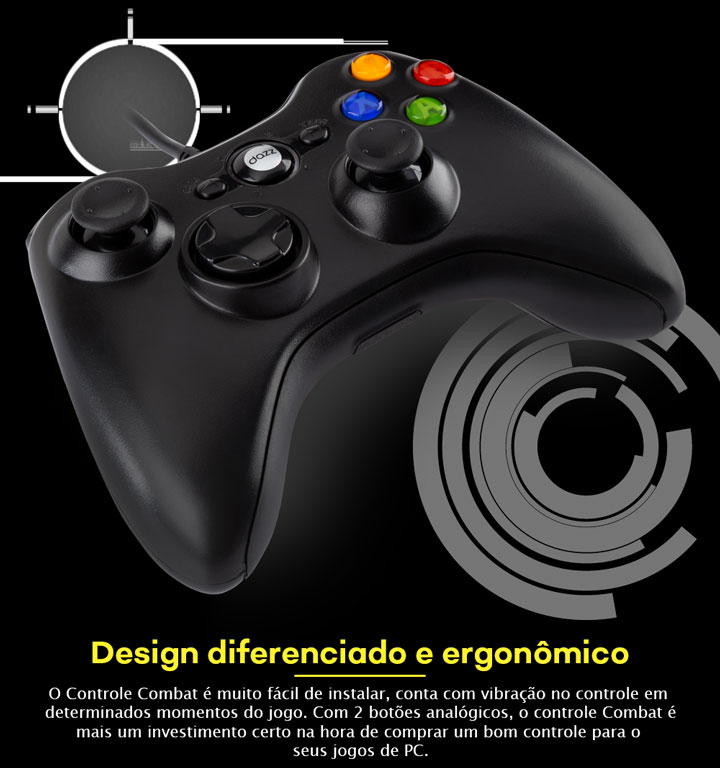 Y
B
X
A
dazz
Design diferenciado e ergonômico
O Controle Combat é muito fácil de instalar, conta com vibração no controle em
determinados momentos do jogo. Com 2 botões analógicos, o controle Combat é
mais um investimento certo na hora de comprar um bom controle para o
seus jogos de PC.